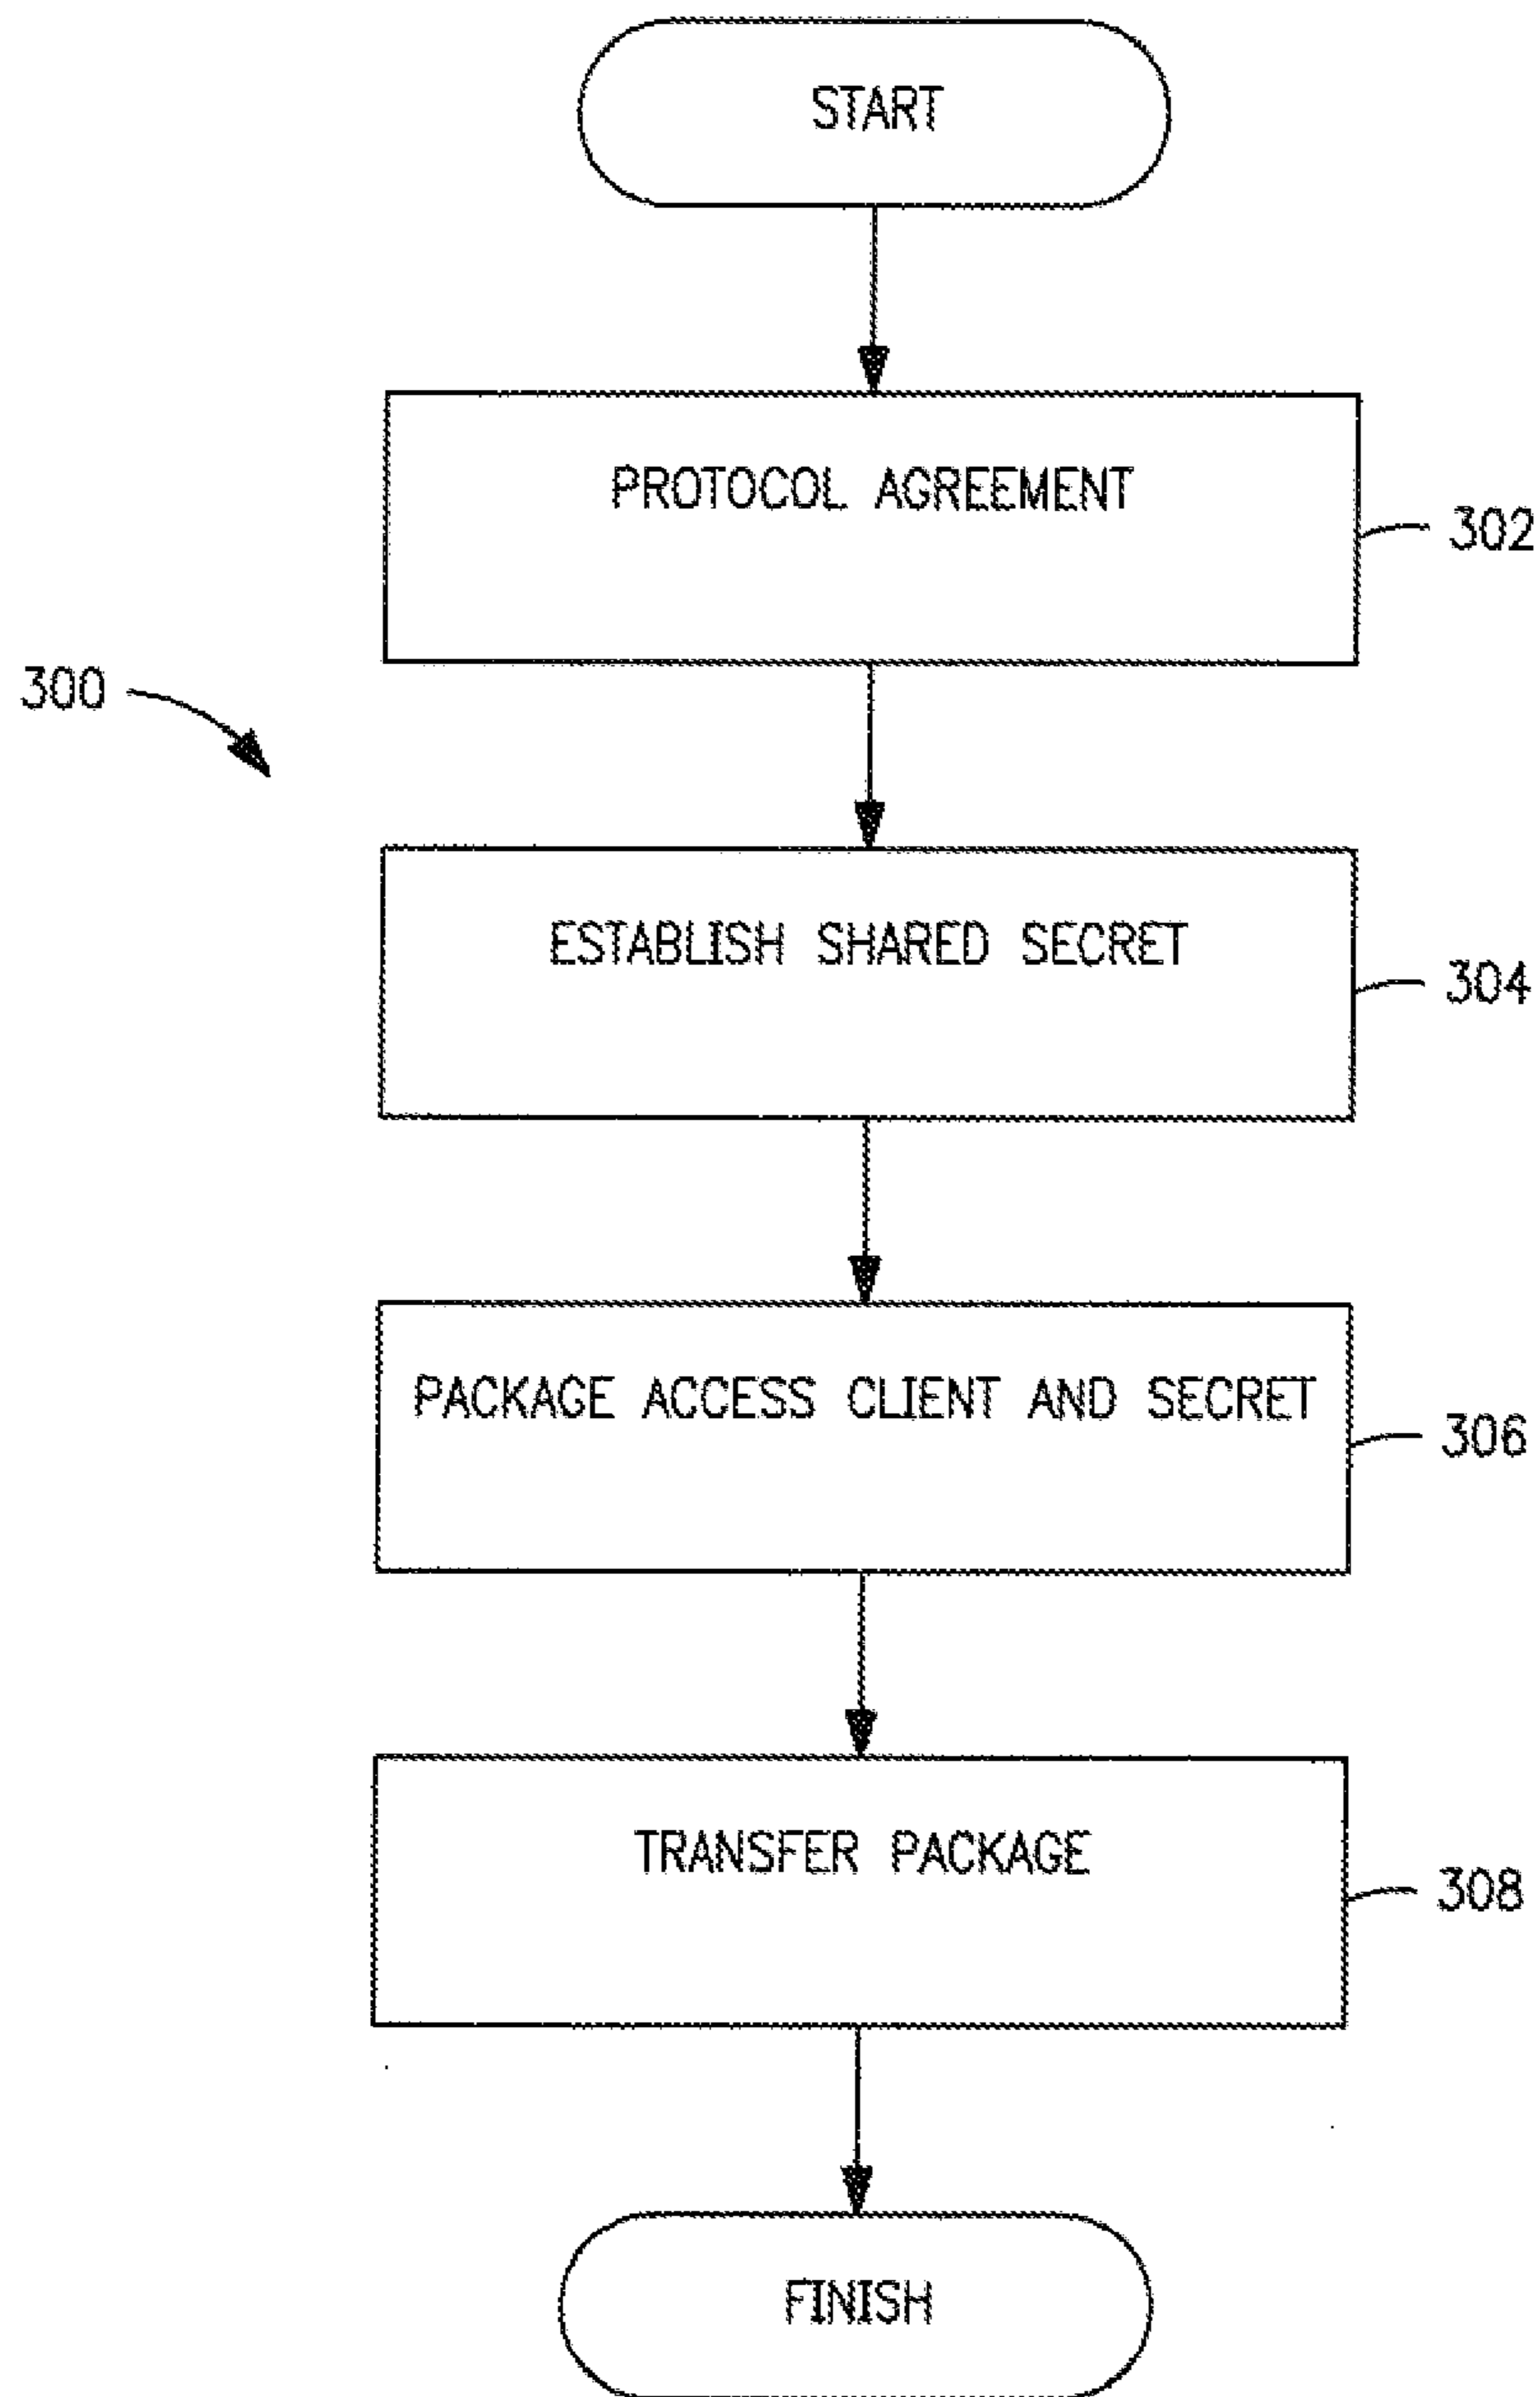 START
PROTOCOL AGREEMENT
302
300
ESTABLISH SHARED SECRET
304
PACKAGE ACCESS CLIENT AND SECRET
306
TRANSFER PACKAGE
308
FINISH